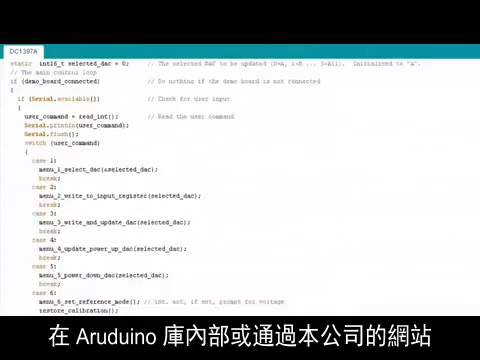 DC1397A
static int16_t selected_dac = 0; // The selected DAC to be updated (0=A, 1=B ... 5=All). Initialized to "A".
// The main control loop
if (demo_board_connected) // Do nothing if the demo board is not connected
{
if (Serial.available()) // Check for user input
{
user_command = read_int(); // Read the user command
Serial.println(user_command);
Serial.flush();
switch (user_command)
{
case 1:
menu_1_select_dac(&selected_dac);
break;
case 2:
menu_2_write_to_input_register(selected_dac);
break;
case 3:
menu_3_write_and_update_dac(selected_dac);
break;
case 4:
menu_4_update_power_up_dac(selected_dac);
break;
case 5:
menu_5_power_down_dac(selected_dac);
break;
case 6:
menu_6_set_reference_mode(); // int. ext, if ext, prompt for voltage
restore_calibration();
在 Aruduino 庫內部或通過本公司的網站